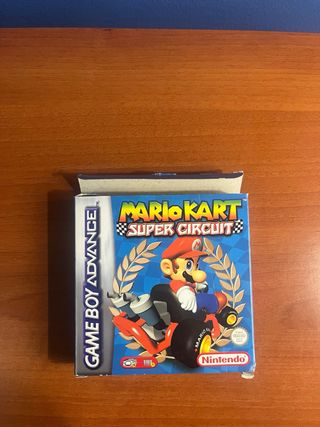 MARIO KART
SUPER CIRCUIT
GAME BOY ADVANCE
Nintendo